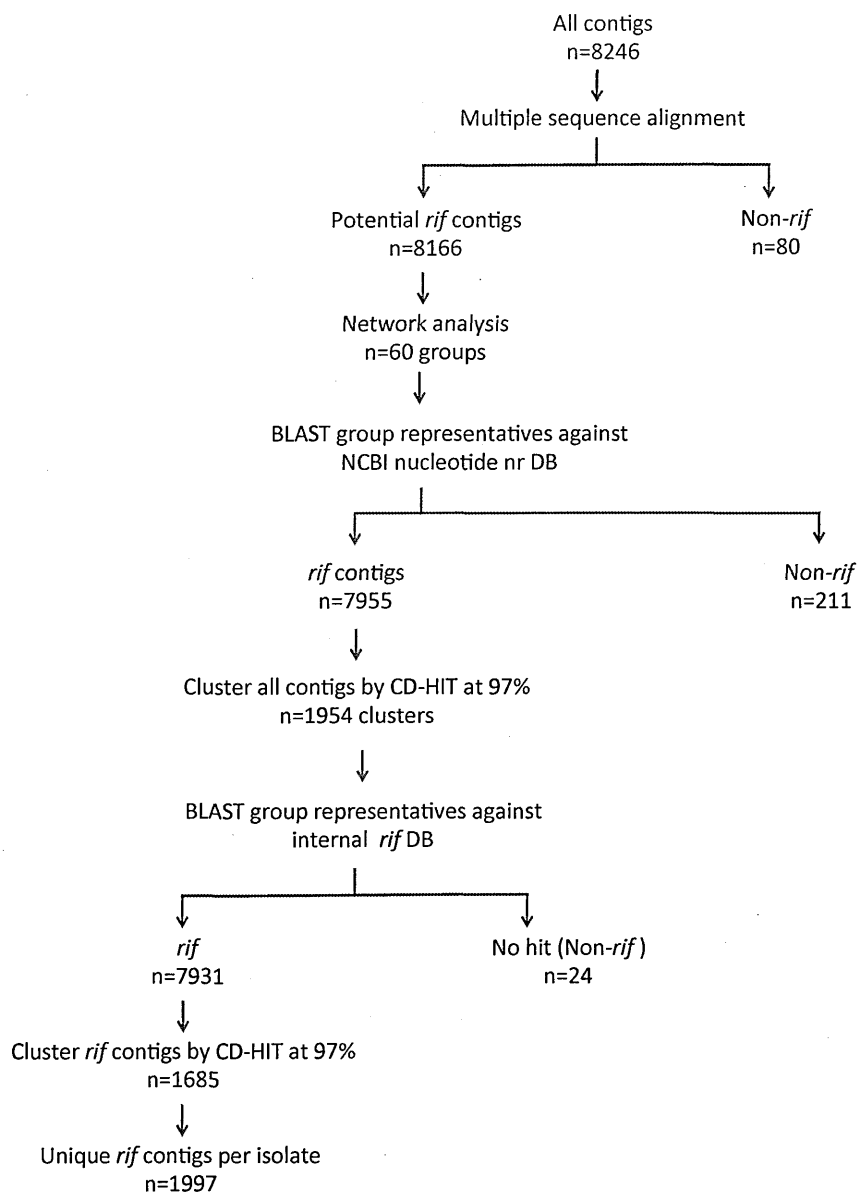 All contigs
n=8246
Multiple sequence alignment
Potential rif contigs
n=8166
Non-rif
n=80
Network analysis
n=60 groups
BLAST group representatives against
NCBI nucleotide nr DB
rif contigs
n=7955
Non-rif
n=211
Cluster all contigs by CD-HIT at 97%
n=1954 clusters
BLAST group representatives against
internal rif DB
rif
n=7931
No hit (Non-rif)
n=24
Cluster rif contigs by CD-HIT at 97%
n=1685
Unique rif contigs per isolate
n=1997